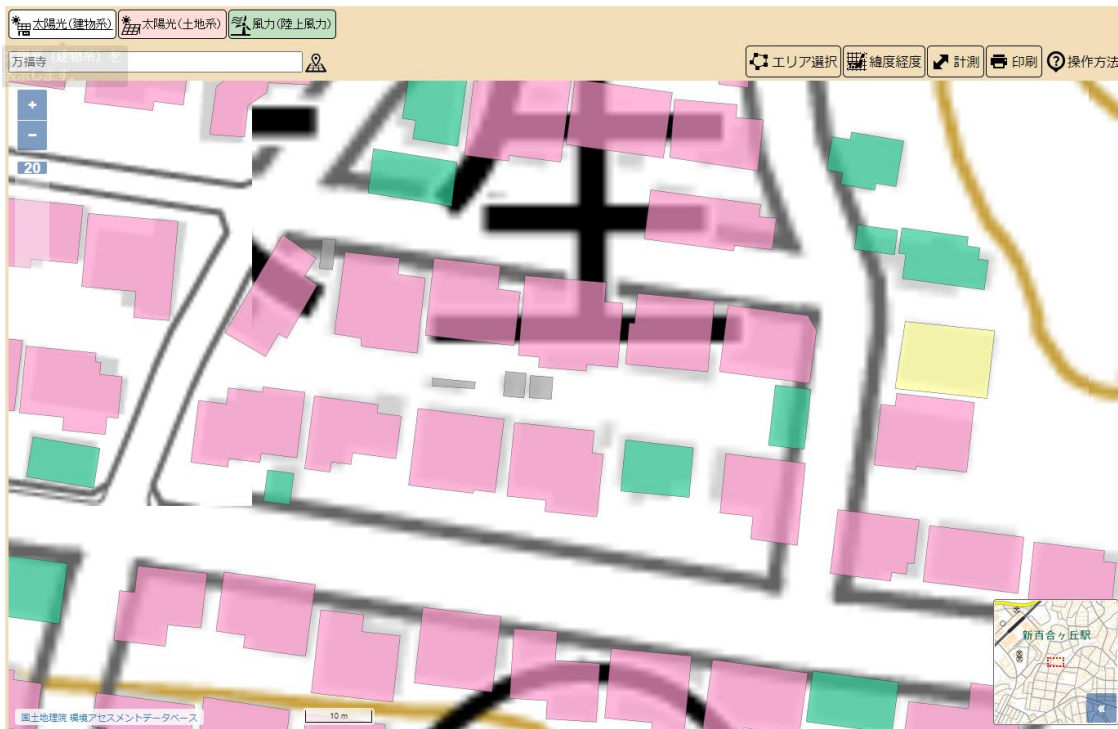 太陽光(建物系) 太陽光(土地系) 風力(陸上風力)
万福寺
エリア選択 緯度経度 計測 印刷 ? 操作方法
+
−
20
新百合ヶ丘駅
«
国土地理院 環境アセスメントデータベース
10 m